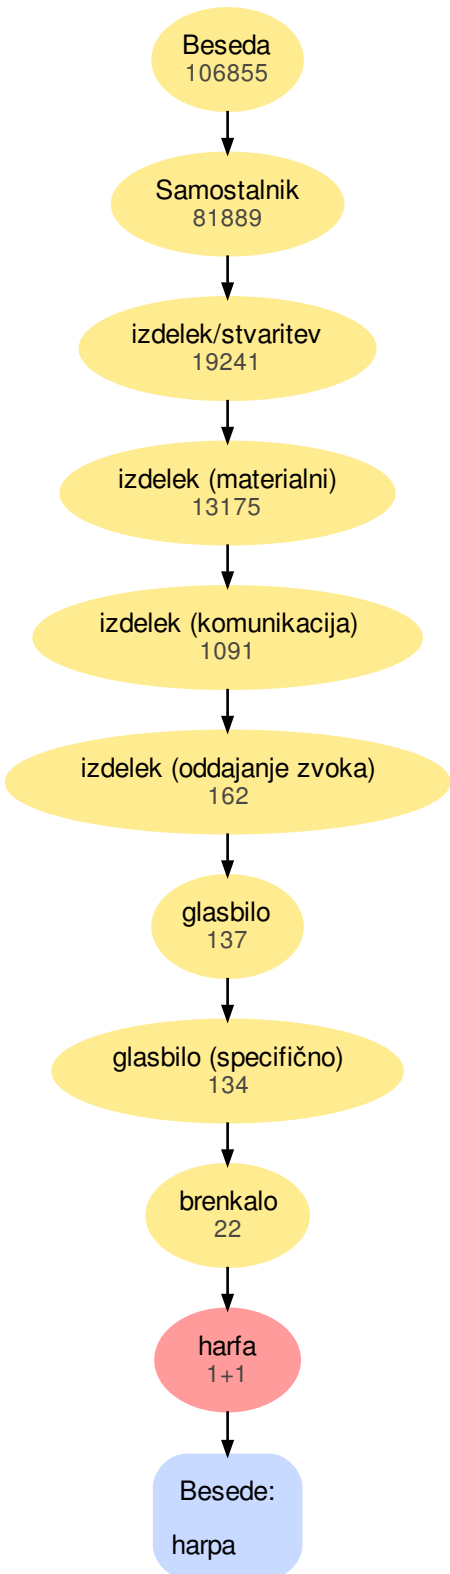 Beseda
106855
Samostalnik
81889
izdelek/stvaritev
19241
izdelek (materialni)
13175
izdelek (komunikacija)
1091
izdelek (oddajanje zvoka)
162
glasbilo
137
glasbilo (specifično)
134
brenkalo
22
harfa
1+1
Besede:
harpa